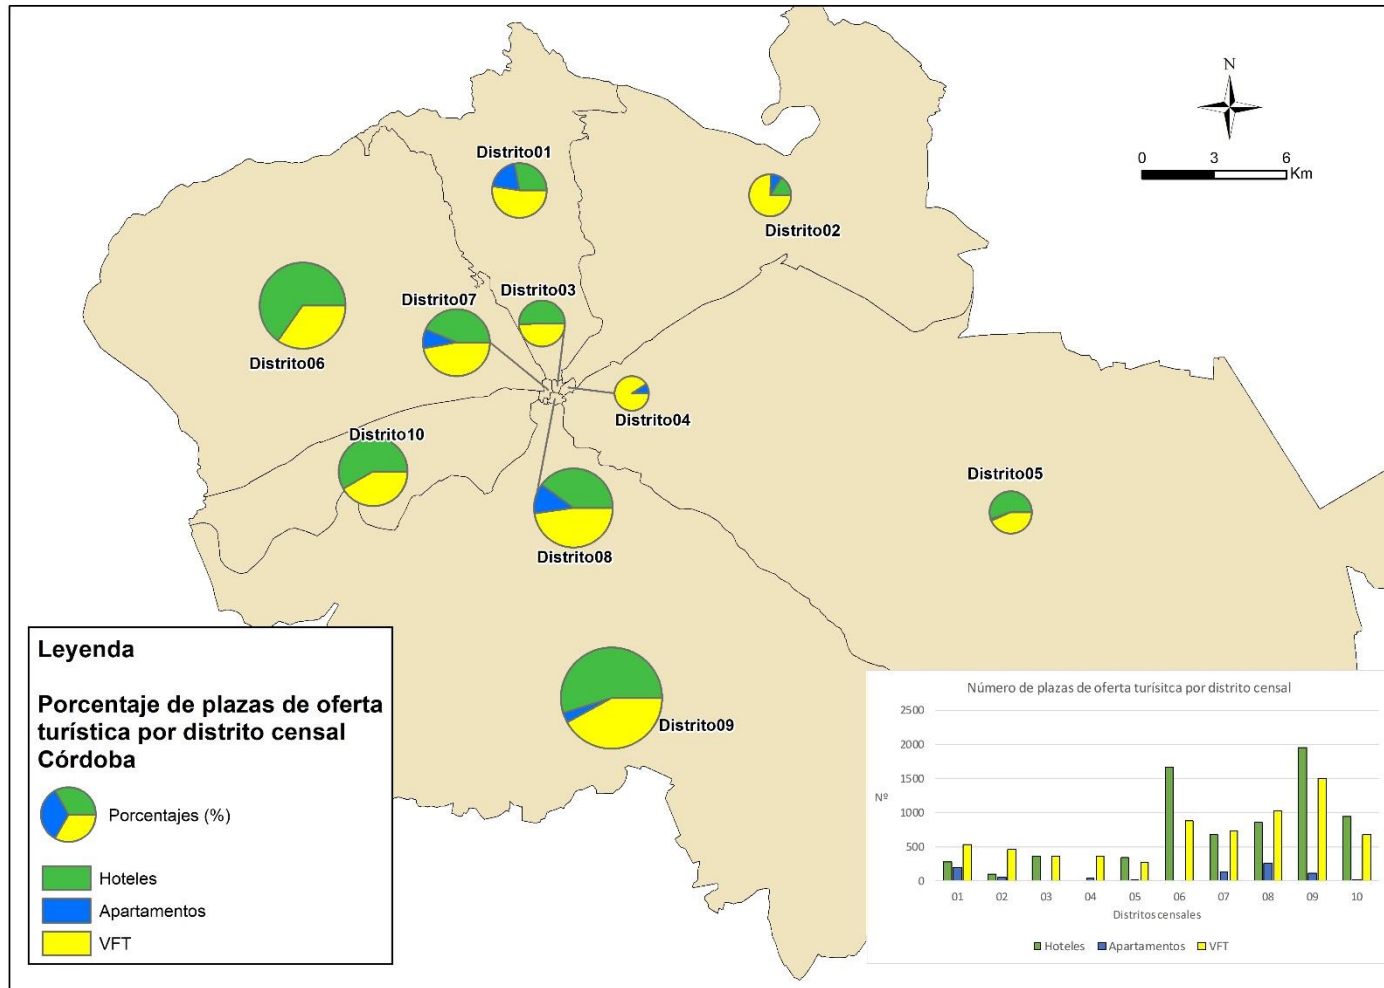 N
0 3 6
Km
Distrito01
Distrito02
Distrito03
Distrito07
Distrito06
Distrito04
Distrito10
Distrito05
Distrito08
Distrito09
Leyenda
Porcentaje de plazas de oferta
turística por distrito censal
Córdoba
Porcentajes (%)
Hoteles
Apartamentos
VFT
Número de plazas de oferta turísitca por distrito censal
2500
2000
1500
1000
500
0
Nº
01 02 03 04 05 06 07 08 09 10
Distritos censales
Hoteles Apartamentos VFT